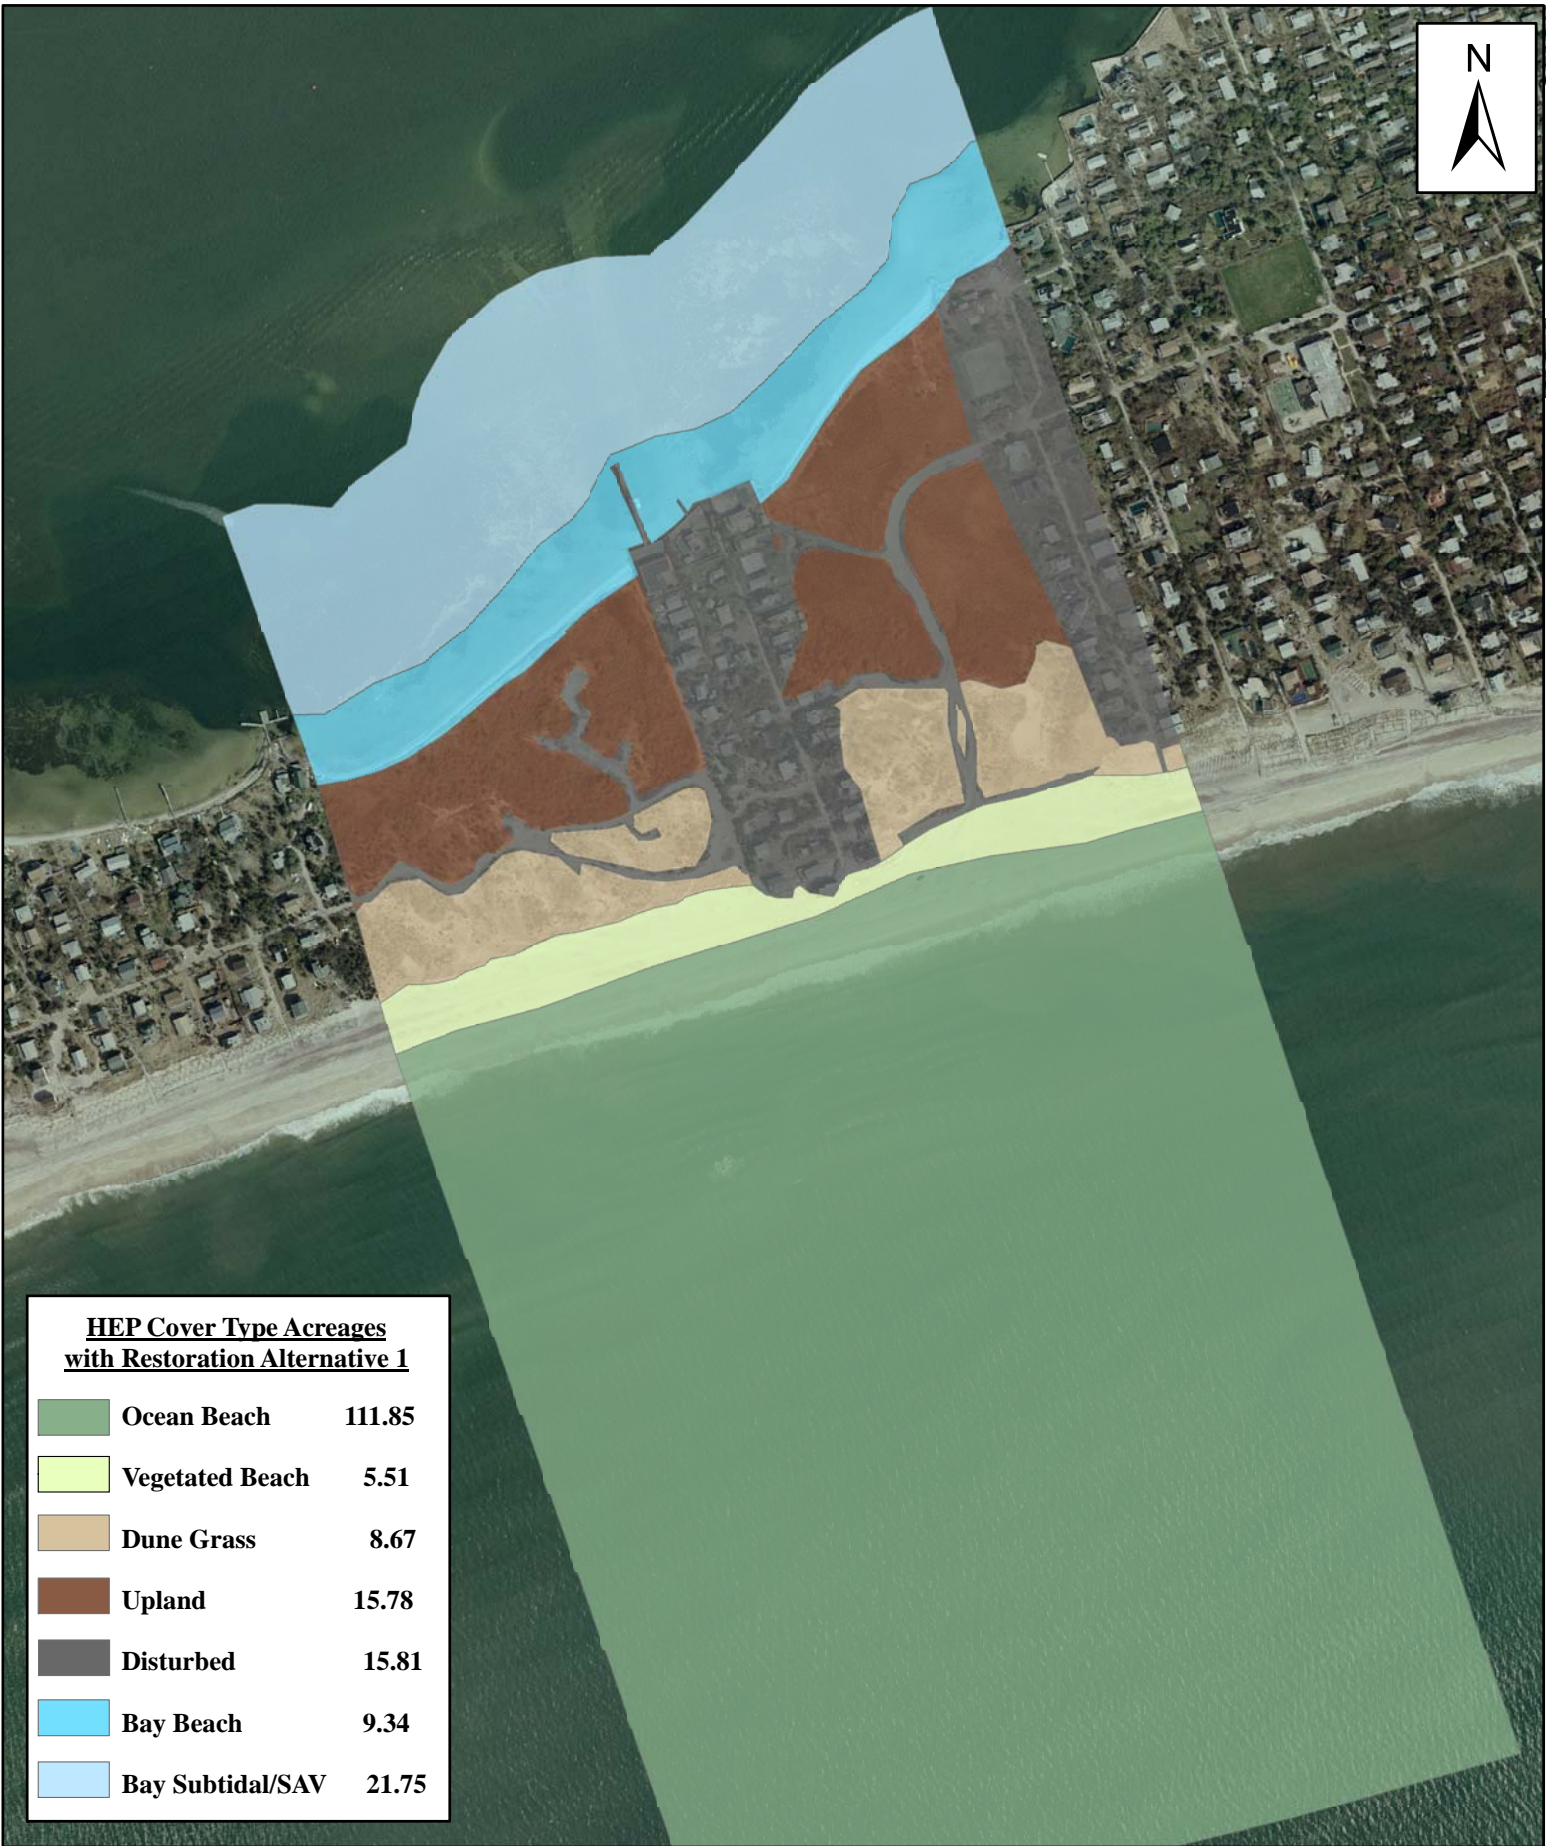 N
HEP Cover Type Acreages
with Restoration Alternative 1
Ocean Beach 111.85
Vegetated Beach 5.51
Dune Grass 8.67
Upland 15.78
Disturbed 15.81
Bay Beach 9.34
Bay Subtidal/SAV 21.75